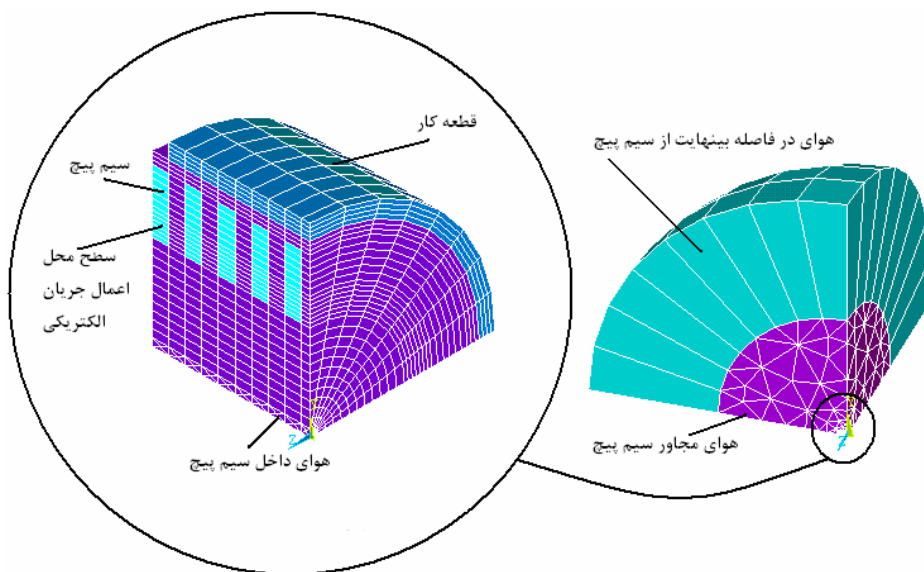 قطعه کار
سیم پیچ
سطح محل
اعمال جریان
الکتریکی
هوای داخل سیم پیچ
Z
هوای در فاصله بینهایت از سیم پیچ
هوای مجاور سیم پیچ
Z